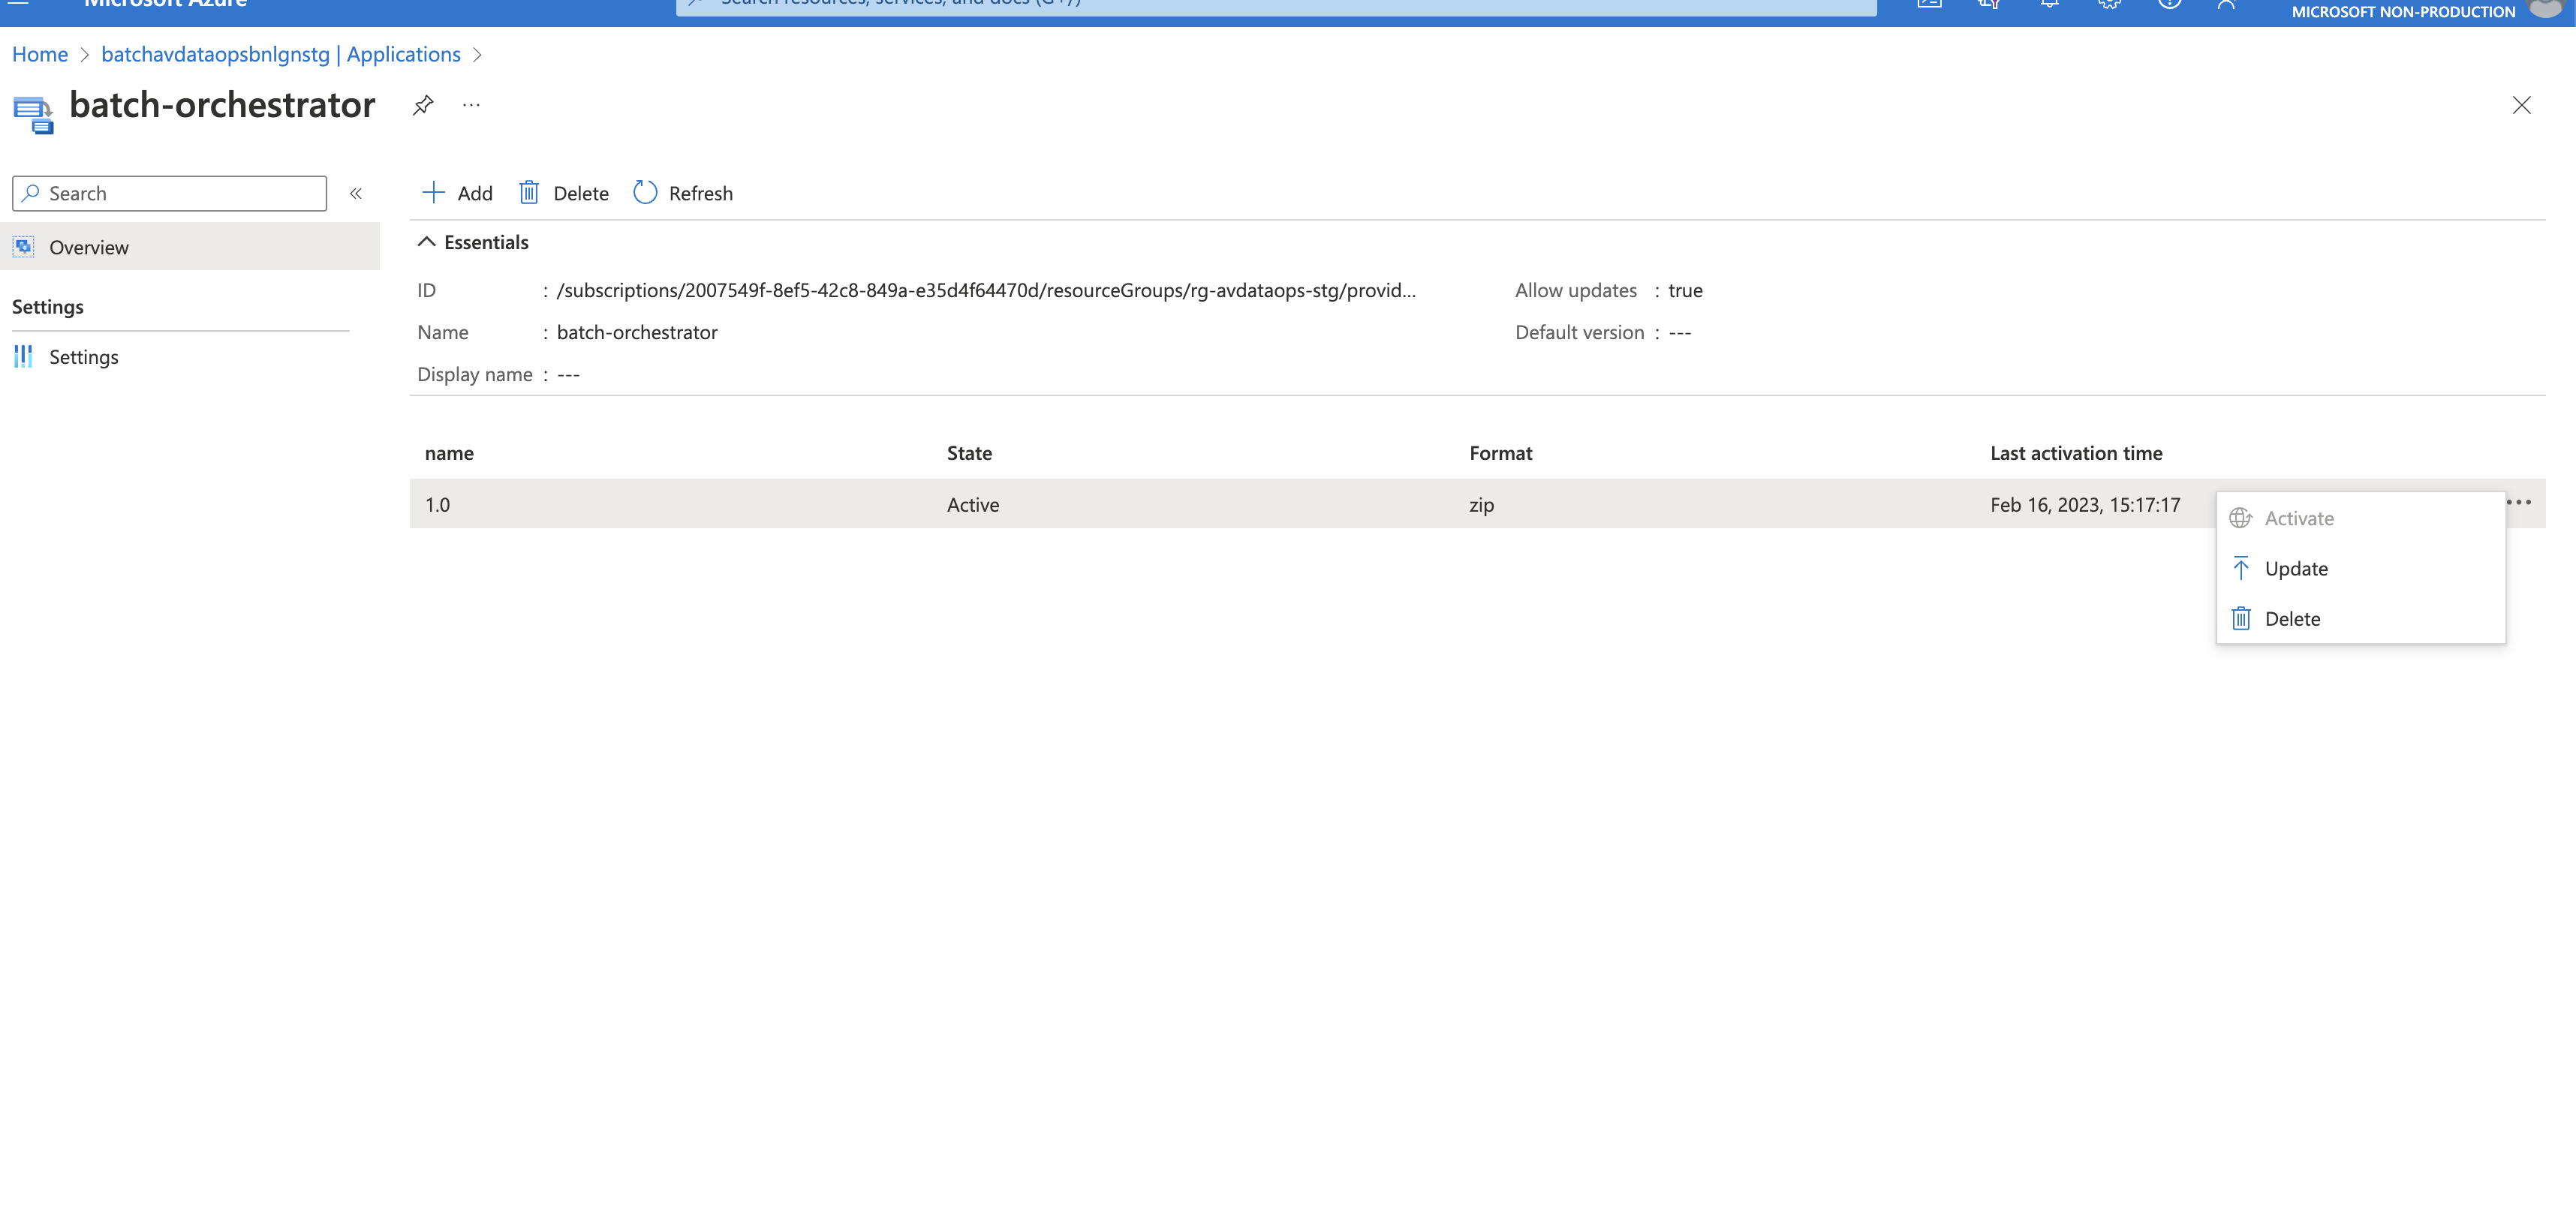 Microsoft Azure
Search resources, services, and docs (G+/)
MICROSOFT NON-PRODUCTION
Home > batchavdataopsbnlgnstg | Applications >
batch-orchestrator ...
Search «
Overview
Settings
Settings
Add Delete Refresh
Essentials
ID : /subscriptions/2007549f-8ef5-42c8-849a-e35d4f64470d/resourceGroups/rg-avdataops-stg/provid...
Allow updates : true
Name : batch-orchestrator
Default version : ---
Display name : ---
name State Format Last activation time
1.0 Active zip Feb 16, 2023, 15:17:17 ...
Activate
Update
Delete